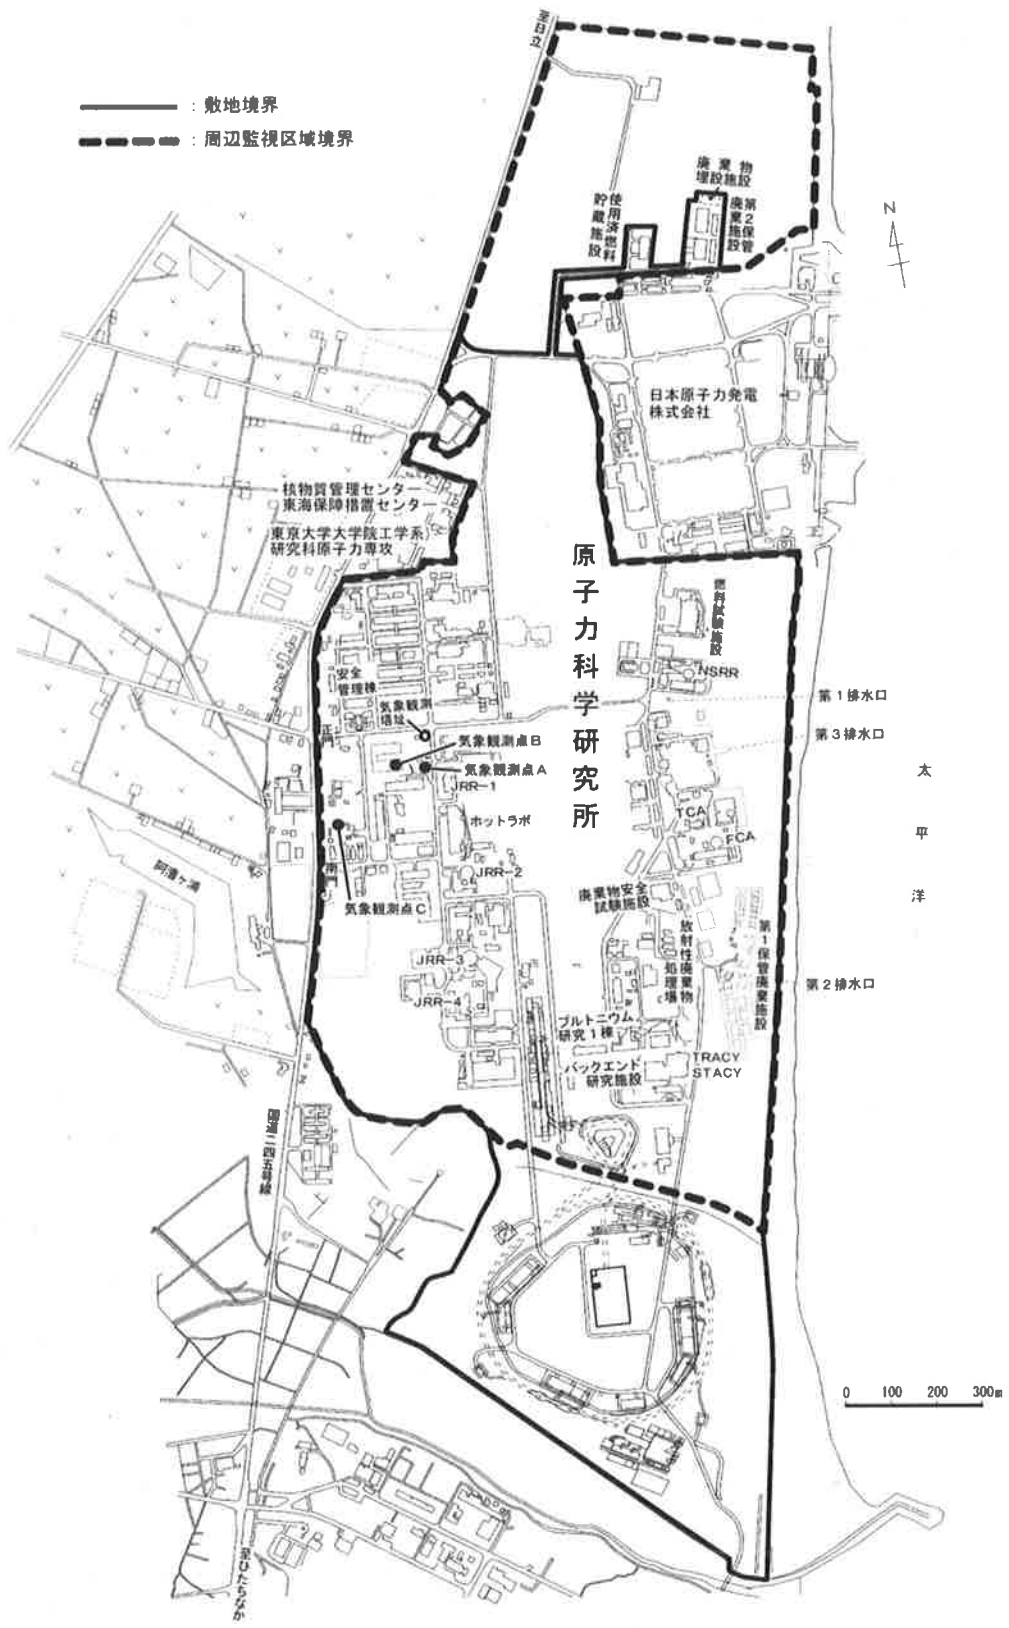 至日立
：敷地境界
：周辺監視区域境界
廃棄物
埋設施設
使用済燃料
貯蔵施設
第2保管
廃棄施設
N
日本原子力発電
株式会社
核物質管理センター
東海保障措置センター
東京大学大学院工学系
研究科原子力専攻
原子力科学研究所
燃料試験施設
NSRR
安全
管理棟
気象観測
塔址
正門
第1排水口
第3排水口
気象観測点B
気象観測点A
JRR-1
太平洋
ホットラボ
TCA
FCA
阿漕ヶ浦
南門
JRR-2
気象観測点C
廃棄物安全
試験施設
放射性廃棄物
処理場
第1保管廃棄施設
JRR-3
JRR-4
第2排水口
プルトニウム
研究1棟
バックエンド
研究施設
TRACY
STACY
国道二四五号線
0 100 200 300m
至ひたちなか